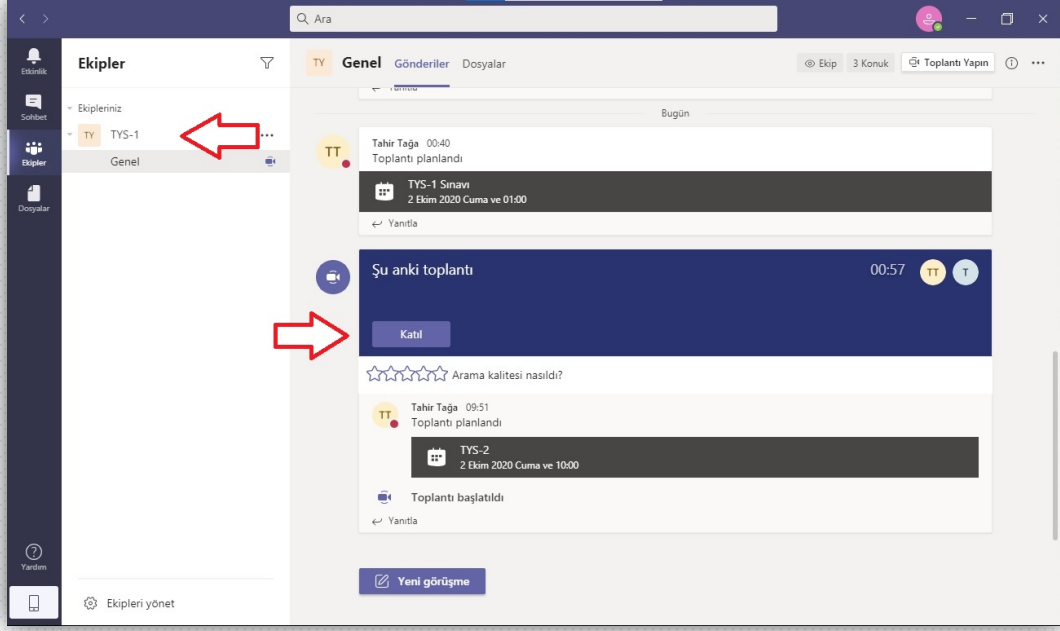 Ara
Etkinlik
Sohbet
Ekipler
Dosyalar
Yardım
Ekipler
Ekipleriniz
TY TYS-1
Genel
Ekipleri yönet
TY Genel Gönderiler Dosyalar
Ekip 3 Konuk Toplantı Yapın
Yanıtla
Bugün
TT
Tahir Tağa 00:40
Toplantı planlandı
TYS-1 Sınavı
2 Ekim 2020 Cuma ve 01:00
Yanıtla
Şu anki toplantı 00:57 TT T
Katıl
Arama kalitesi nasıldı?
TT
Tahir Tağa 09:51
Toplantı planlandı
TYS-2
2 Ekim 2020 Cuma ve 10:00
Toplantı başlatıldı
Yanıtla
Yeni görüşme